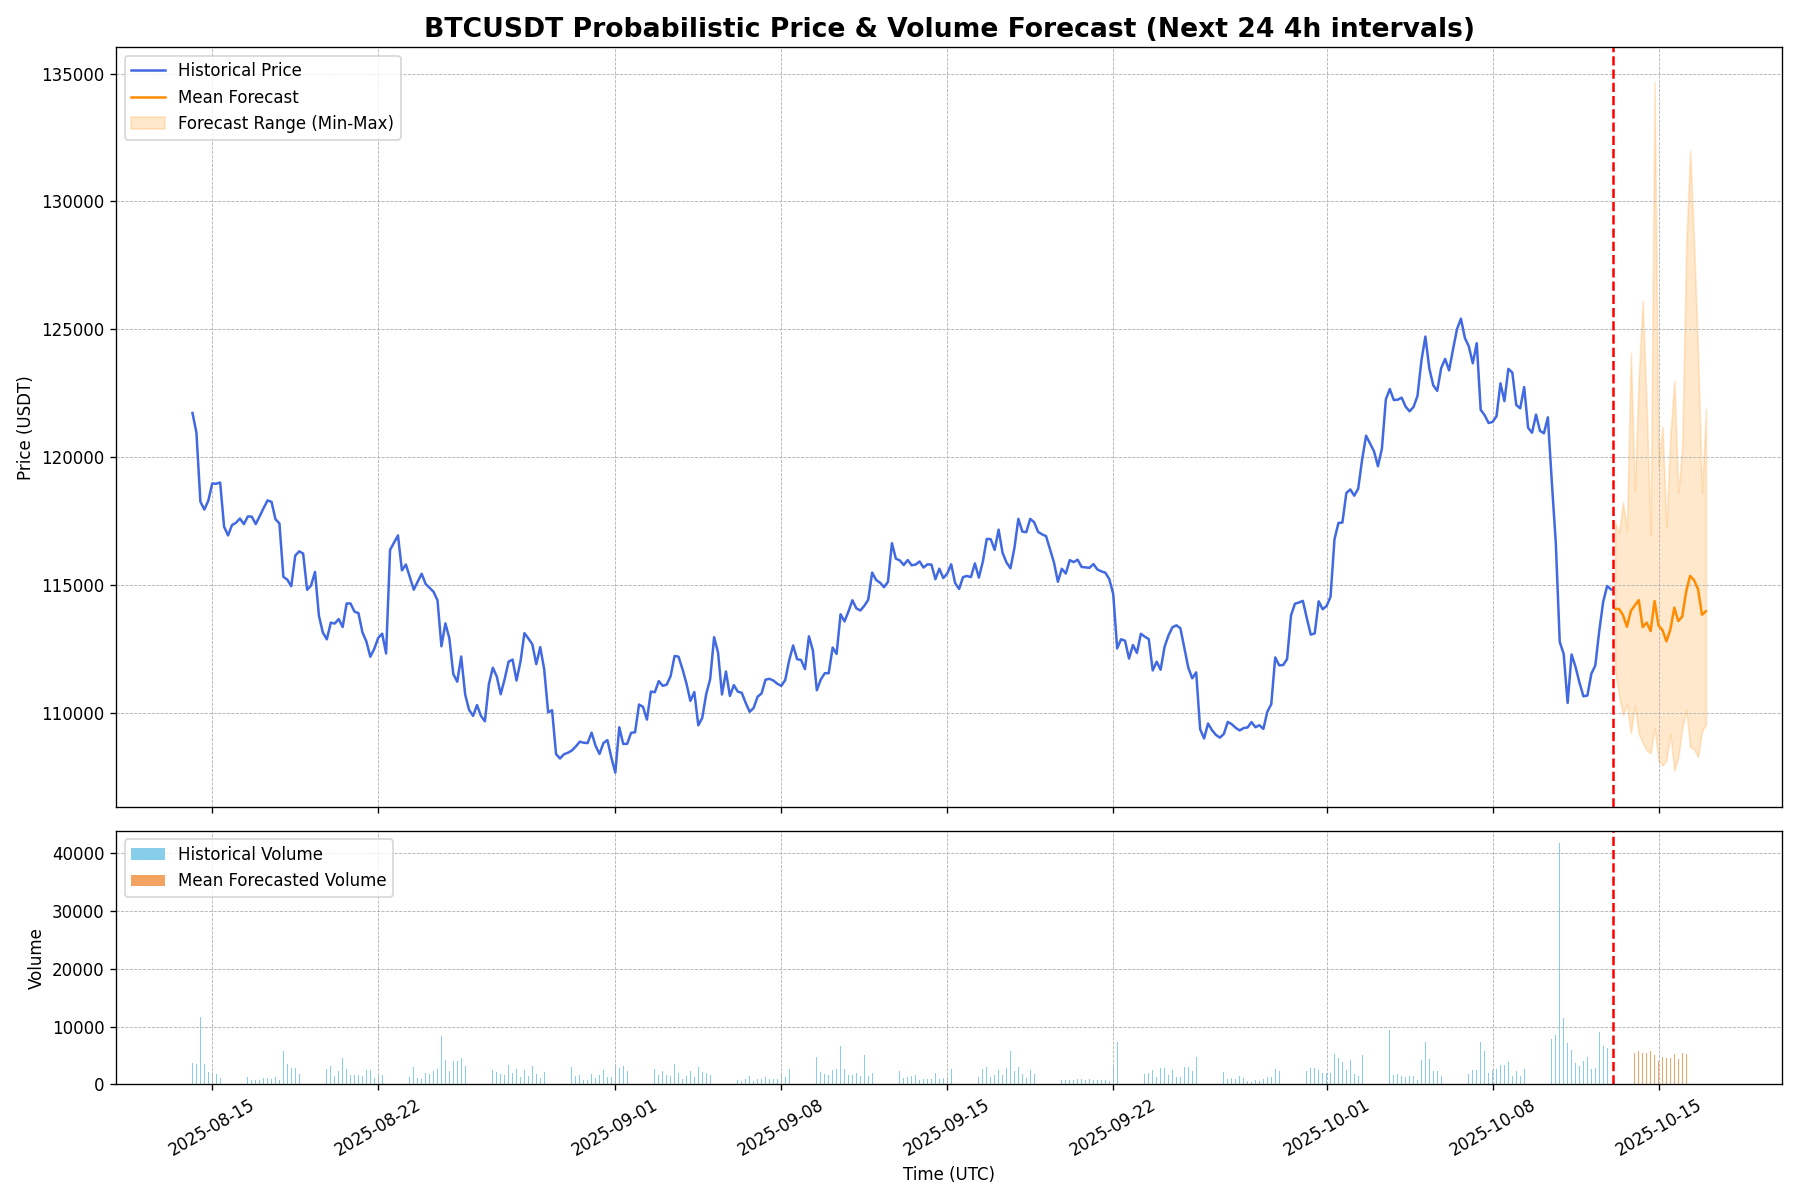 BTCUSDT Probabilistic Price & Volume Forecast (Next 24 4h intervals)
Historical Price
Mean Forecast
Forecast Range (Min-Max)
135000
130000
125000
120000
115000
110000
Price (USDT)
Historical Volume
Mean Forecasted Volume
40000
30000
20000
10000
0
Volume
2025-08-15
2025-08-22
2025-09-01
2025-09-08
2025-09-15
2025-09-22
2025-10-01
2025-10-08
2025-10-15
Time (UTC)